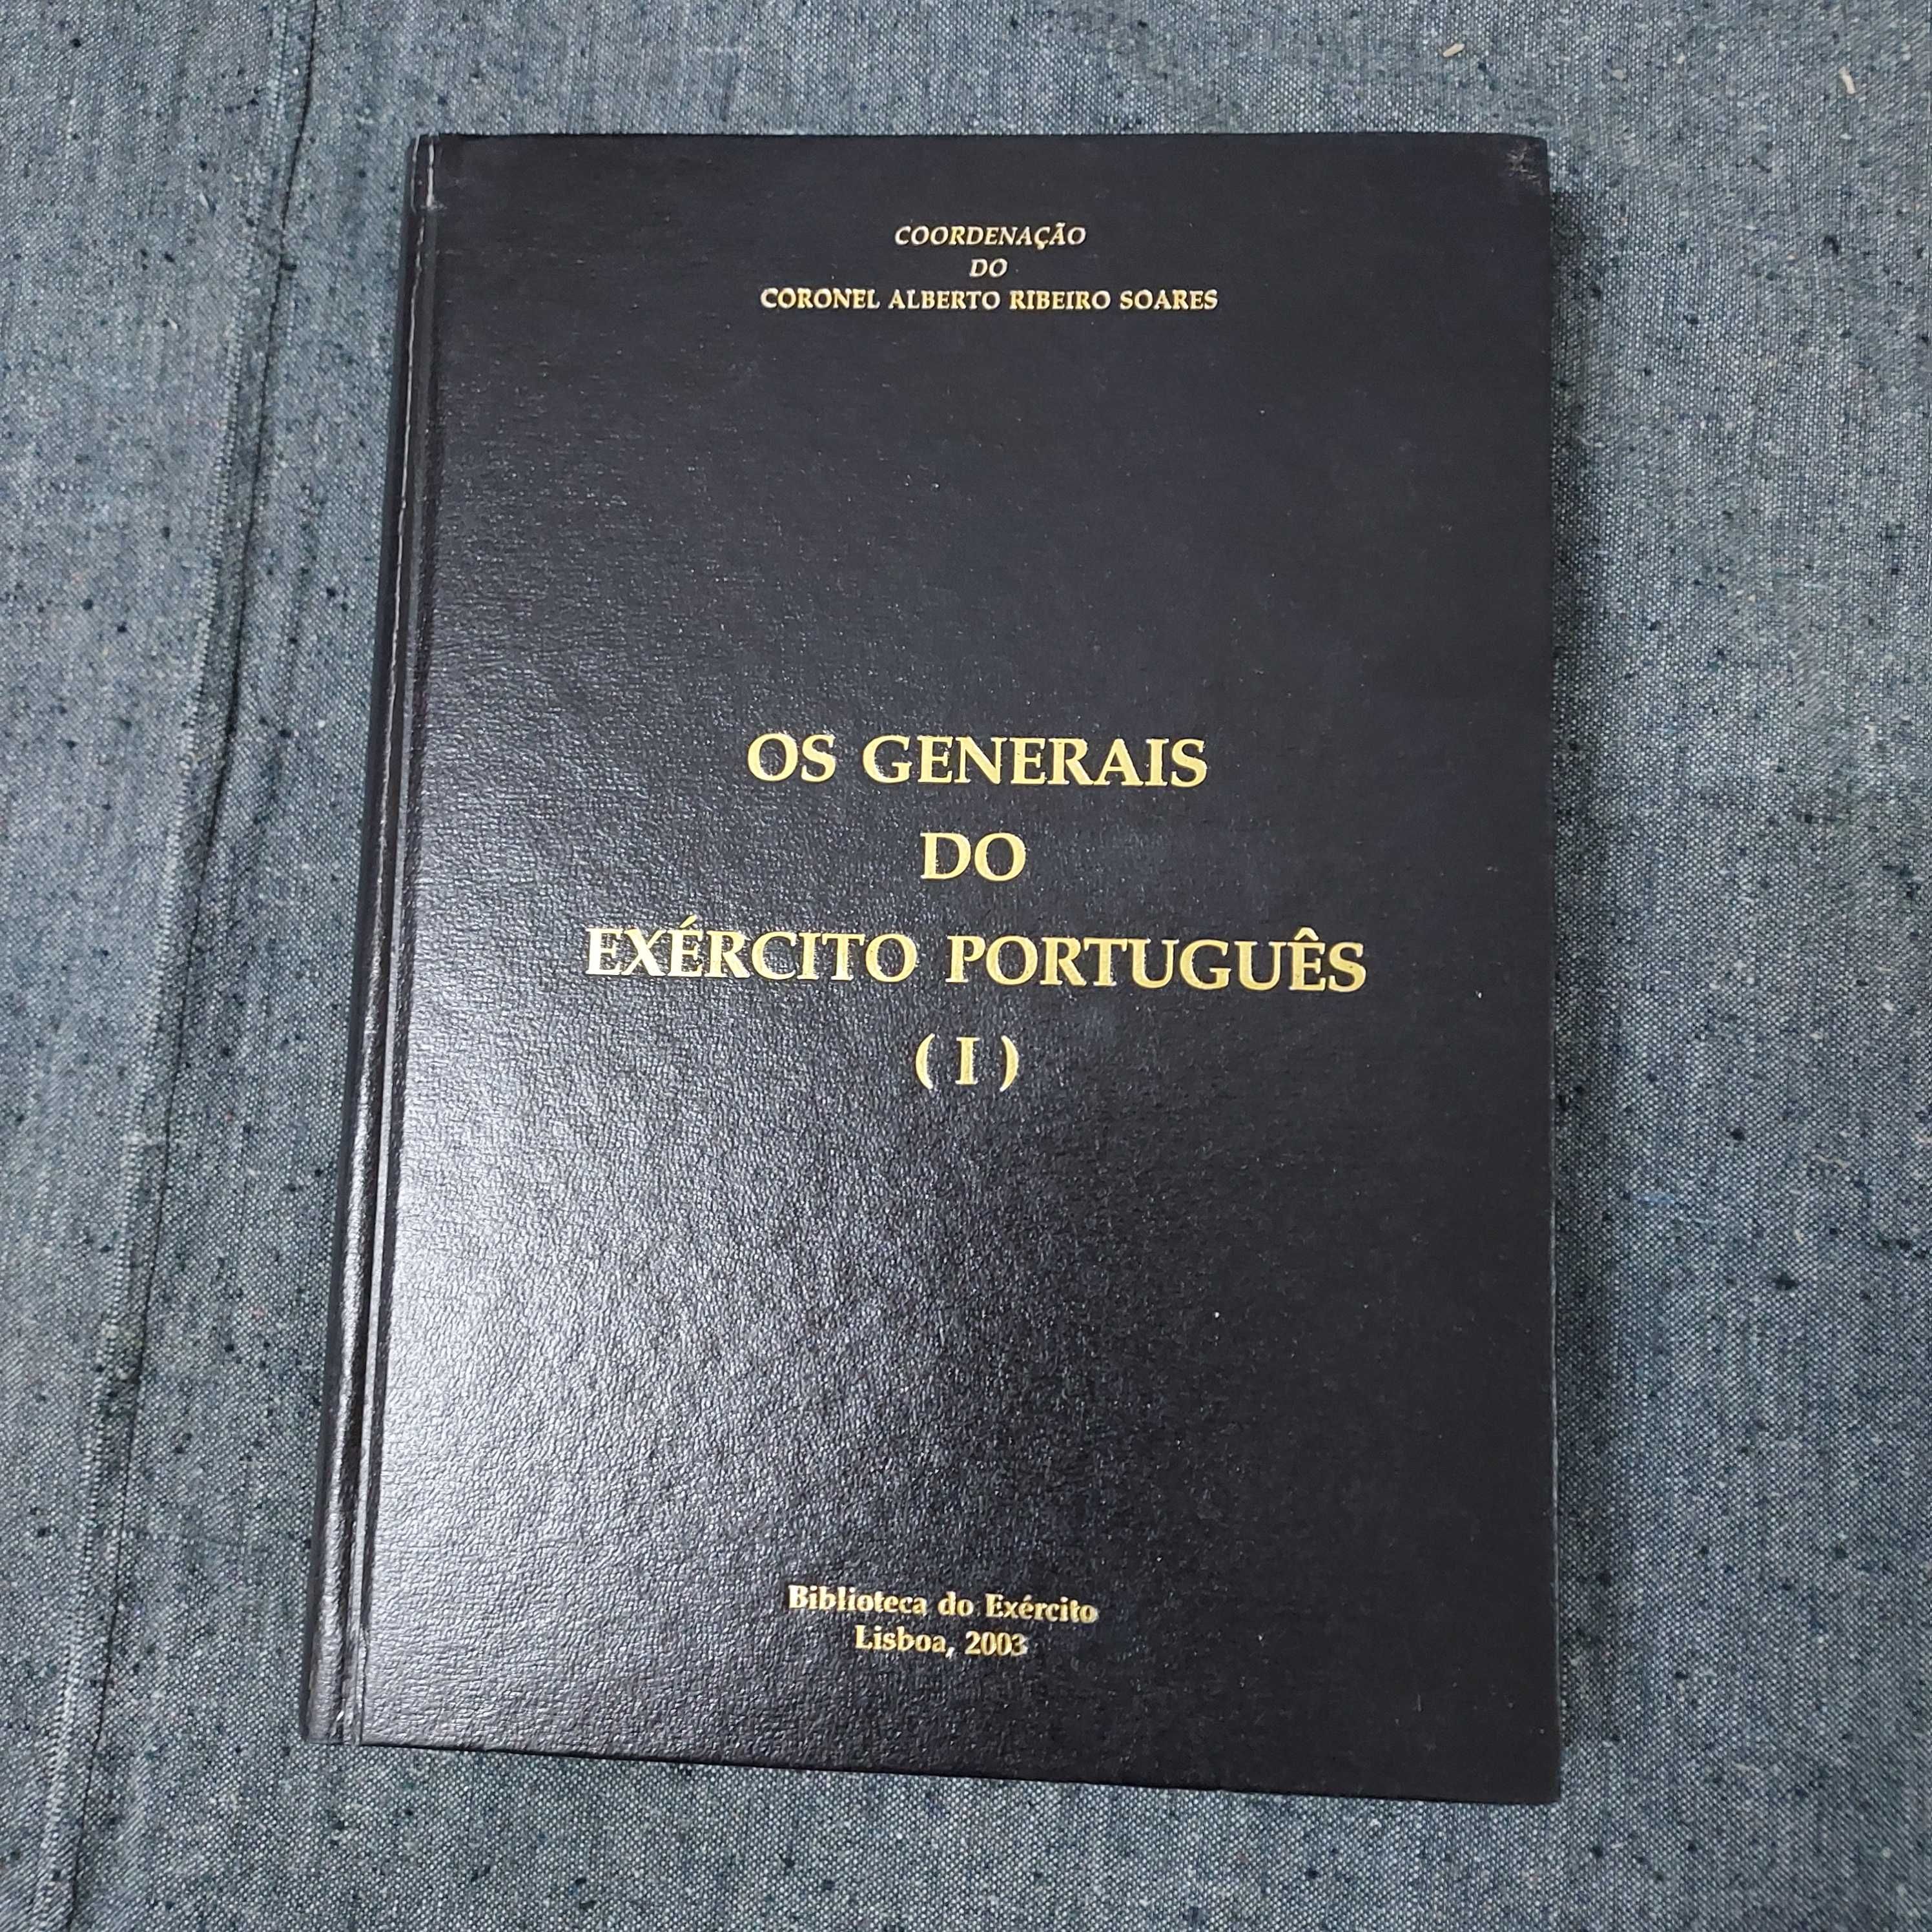 COORDENAÇÃO
DO
CORONEL ALBERTO RIBEIRO SOARES
OS GENERAIS
DO
EXÉRCITO PORTUGUÊS
( I )
Biblioteca do Exército
Lisboa, 2003